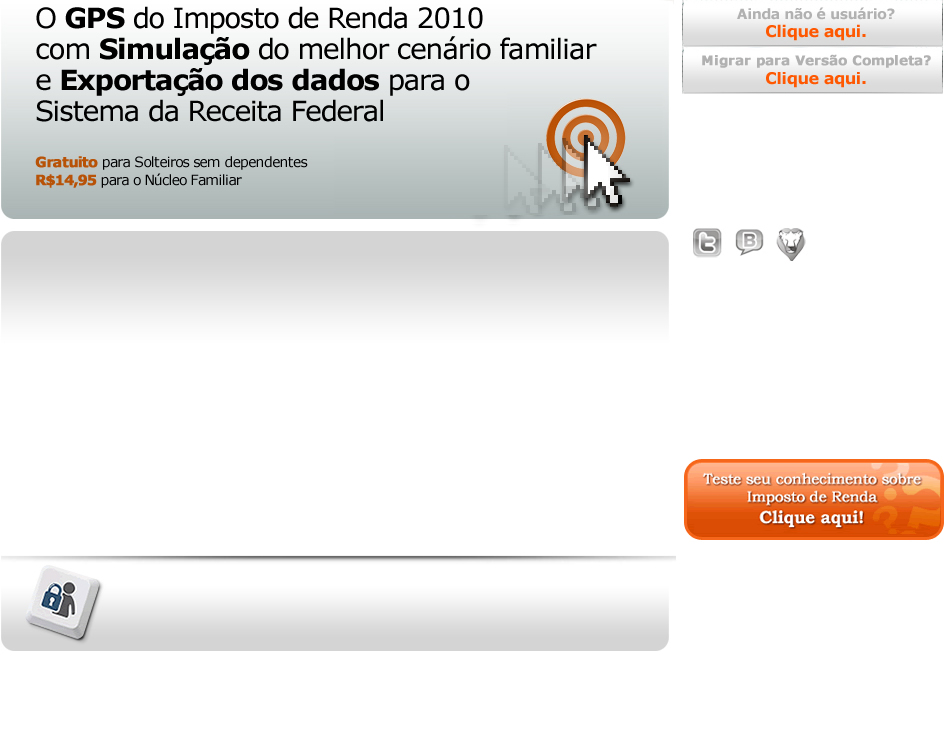 O GPS do Imposto de Renda 2010
com Simulação do melhor cenário familiar
e Exportação dos dados para o
Sistema da Receita Federal
Gratuito para Solteiros sem dependentes
R$14,95 para o Núcleo Familiar
Ainda não é usuário?
Clique aqui.
Migrar para Versão Completa?
Clique aqui.
t B
Teste seu conhecimento sobre
Imposto de Renda
Clique aqui!